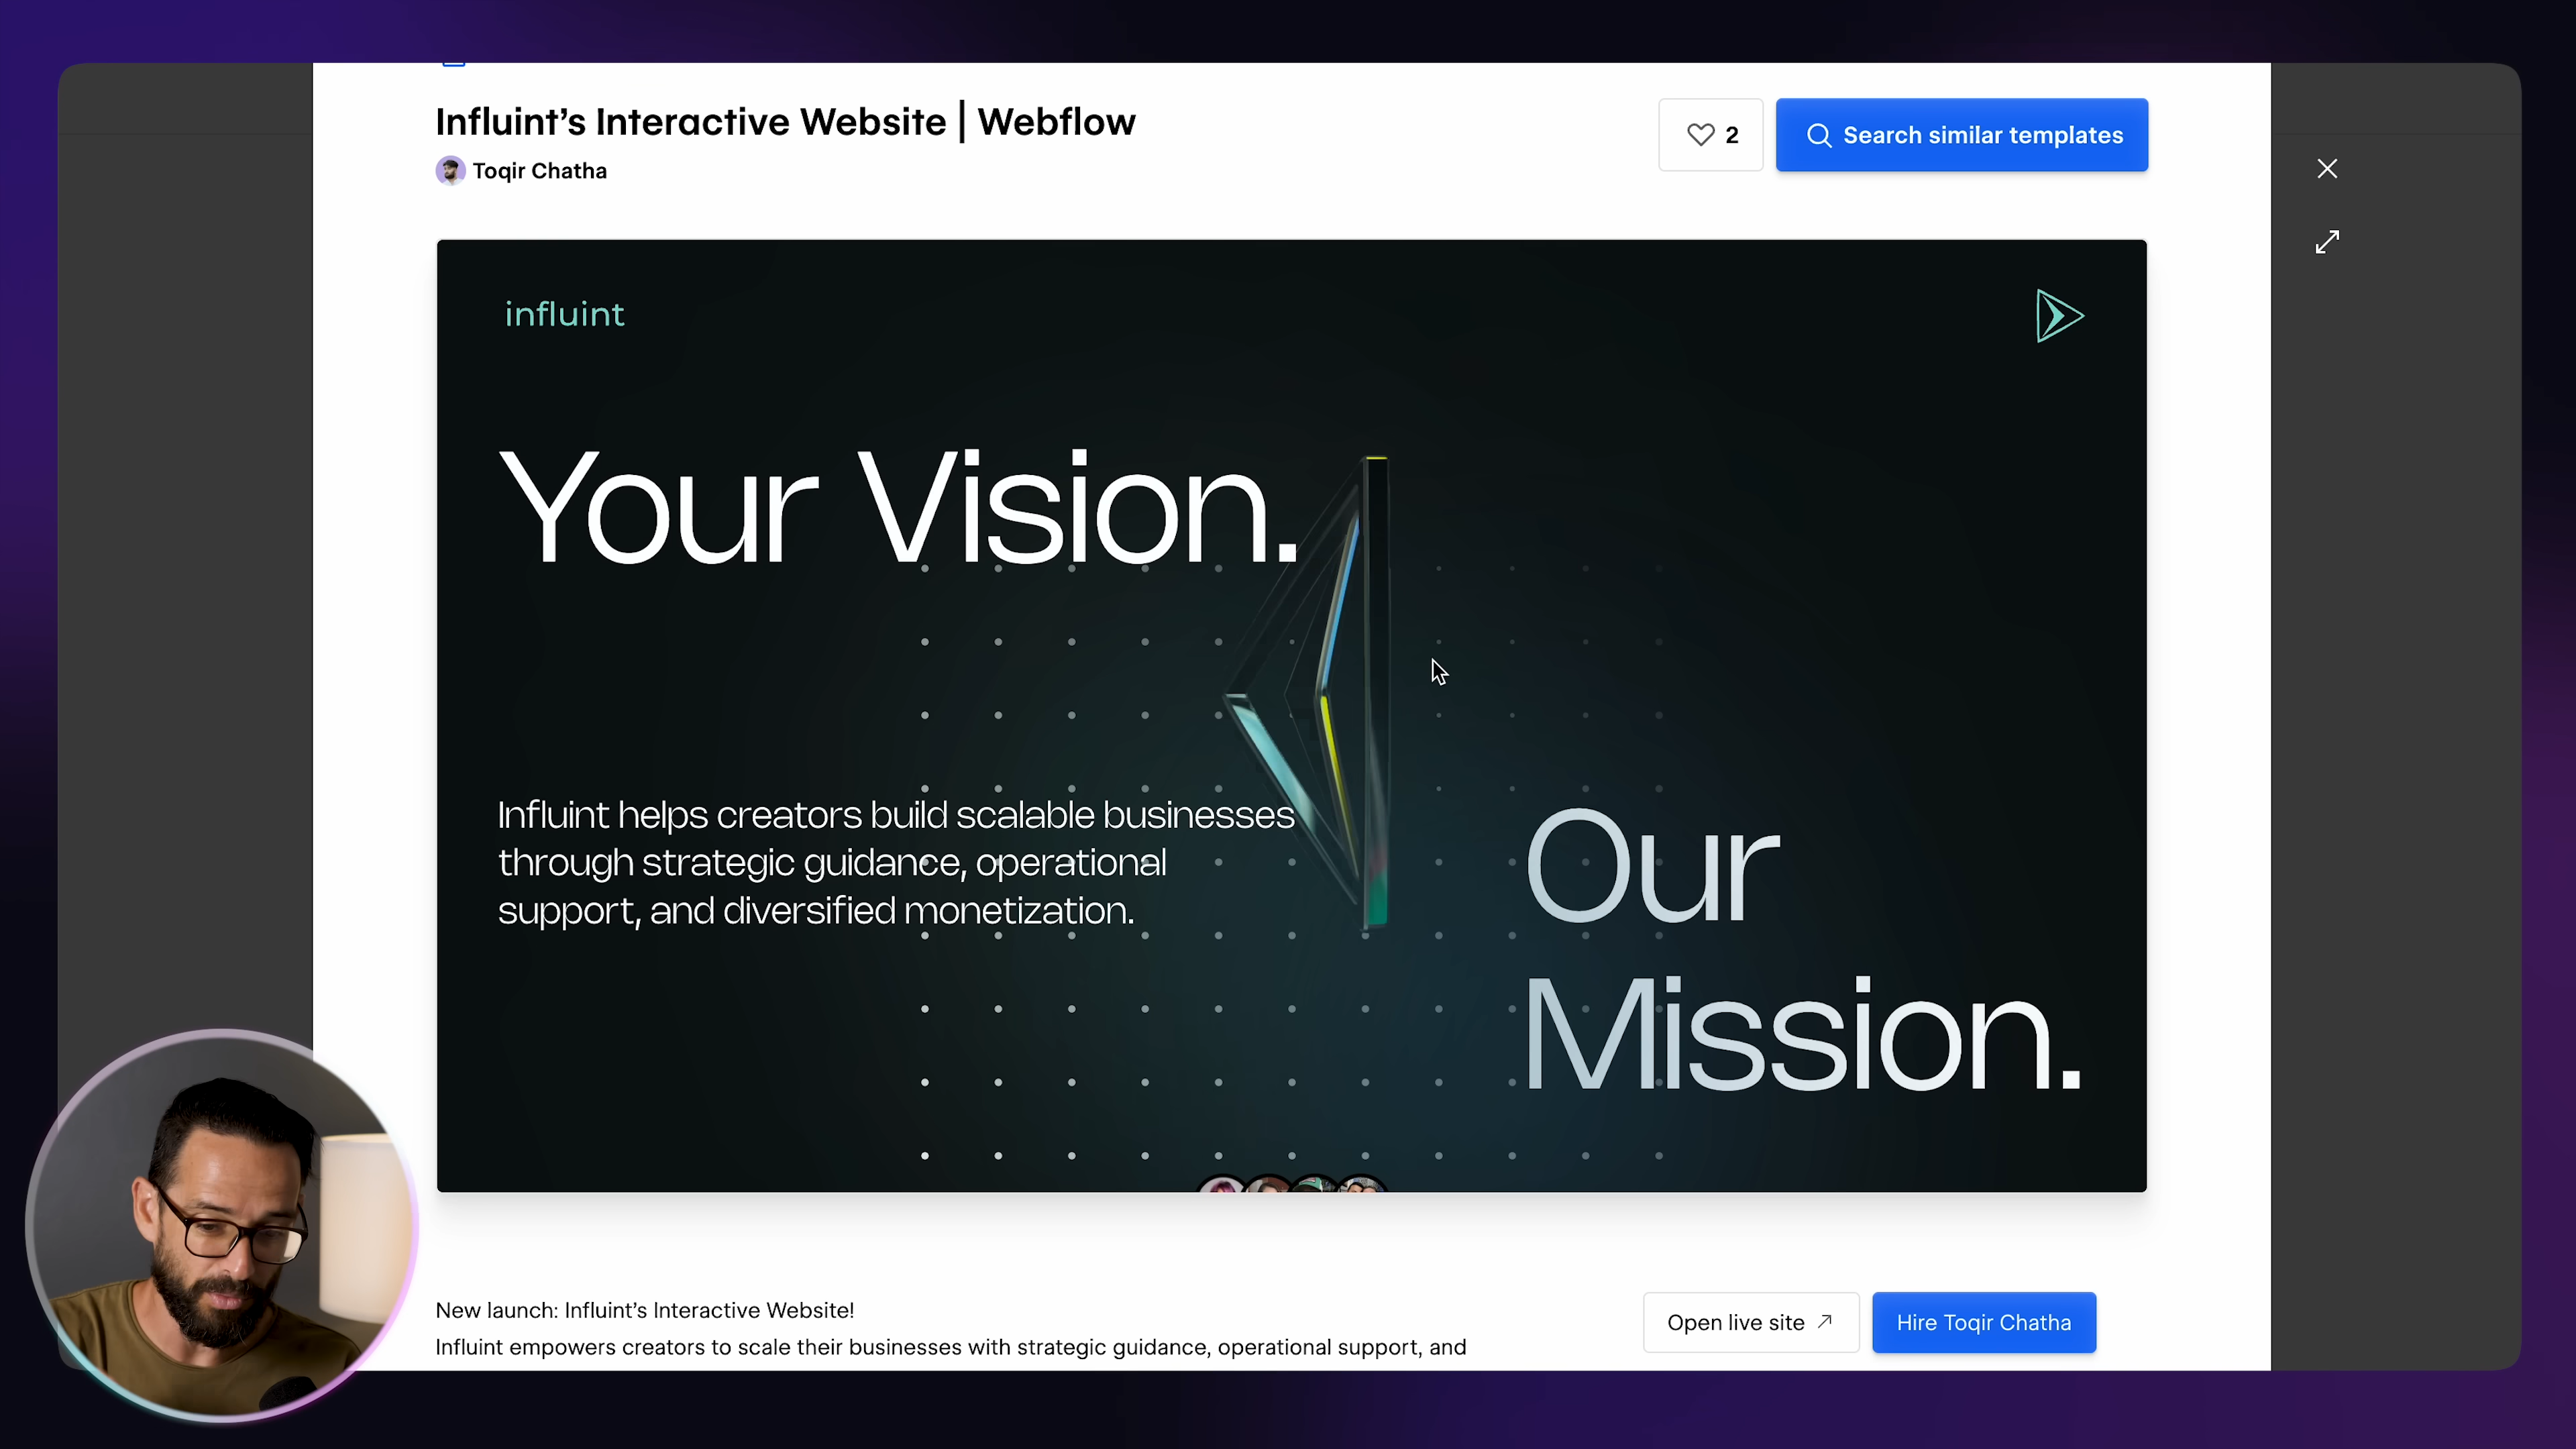 Influint's Interactive Website | Webflow
Toqir Chatha
2
Search similar templates
influint
Your Vision.
Influint helps creators build scalable businesses
through strategic guidance, operational
support, and diversified monetization.
Our
Mission.
New launch: Influint's Interactive Website!
Influint empowers creators to scale their businesses with strategic guidance, operational support, and
Open live site
Hire Toqir Chatha